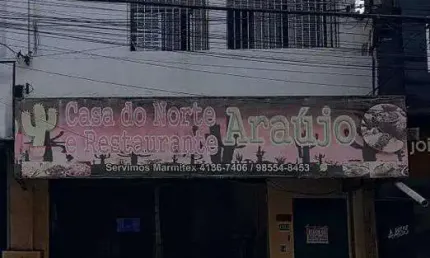 Casa do Norte
e Restaurante
Araújo
Servimos Marmitex 4136-7406 / 98554-8453